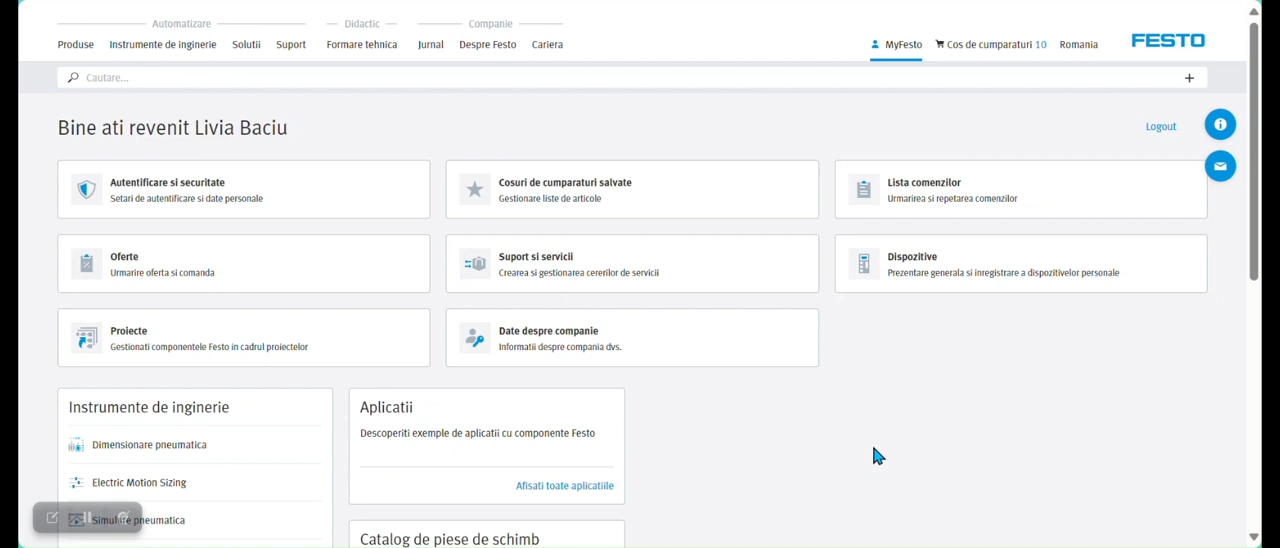 Automatizare Didactic Companie
Produse Instrumente de inginerie Solutii Suport Formare tehnica Jurnal Despre Festo Cariera MyFesto Cos de cumparaturi 10 Romania FESTO
Cautare...
Bine ati revenit Livia Baciu
Logout
Autentificare si securitate
Setari de autentificare si date personale
Cosuri de cumparaturi salvate
Gestionare liste de articole
Lista comenzilor
Urmarirea si repetarea comenzilor
Oferte
Urmarire oferta si comanda
Suport si servicii
Crearea si gestionarea cererilor de servicii
Dispozitive
Prezentare generala si inregistrare a dispozitivelor personale
Proiecte
Gestionati componentele Festo in cadrul proiectelor
Date despre companie
Informatii despre compania dvs.
Instrumente de inginerie
Dimensionare pneumatica
Electric Motion Sizing
Simulare pneumatica
Aplicatii
Descoperiti exemple de aplicatii cu componente Festo
Afisati toate aplicatiile
Catalog de piese de schimb